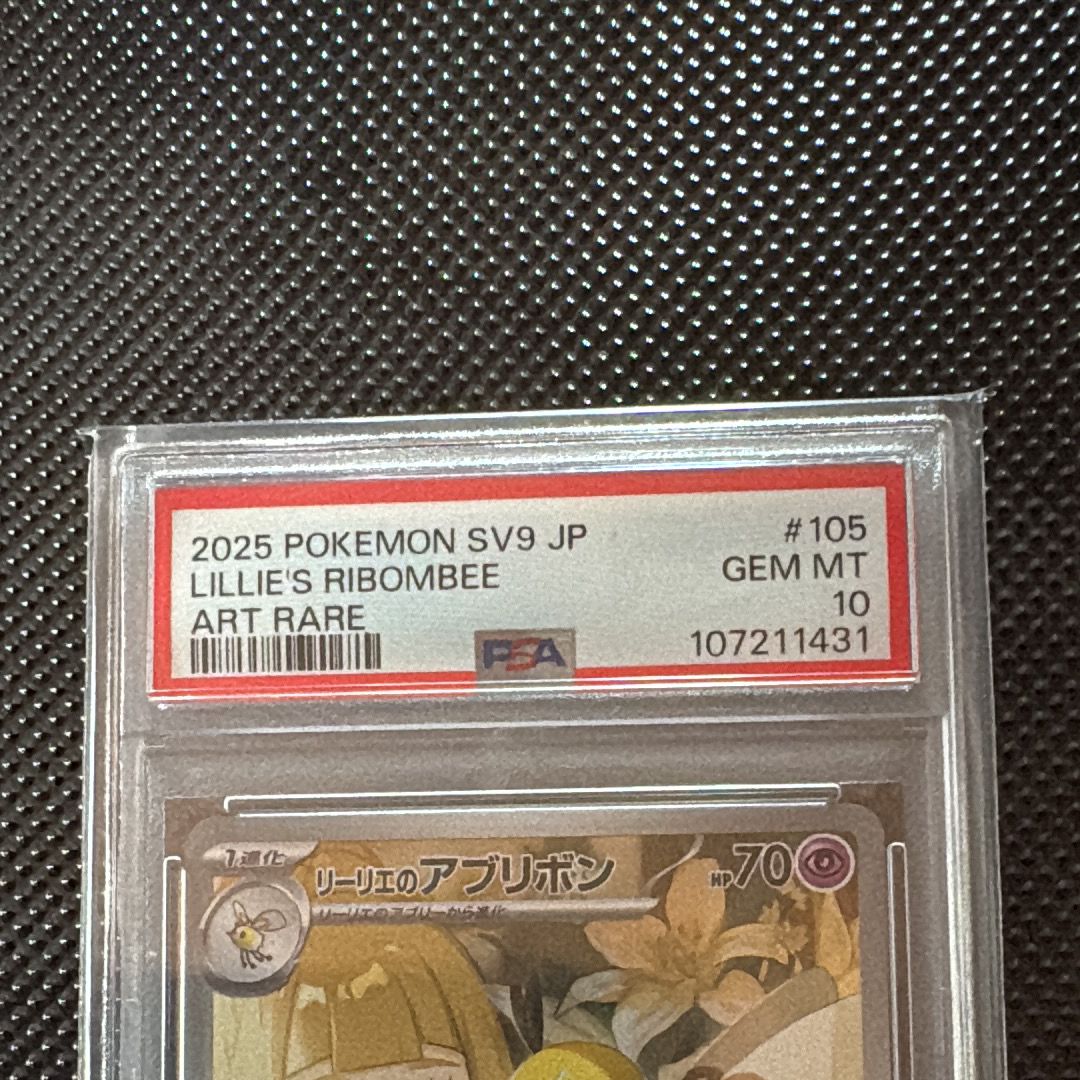 2025 POKEMON SV9 JP #105
LILLIE'S RIBOMBEE GEM MT
ART RARE 10
PSA 107211431
1進化 リーリエのアブリボン HP70
リーリエのアブリーから進化